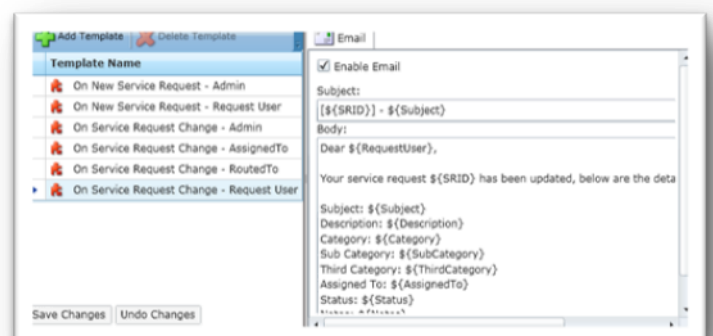 Add Template Delete Template
Template Name
On New Service Request - Admin
On New Service Request - Request User
On Service Request Change - Admin
On Service Request Change - AssignedTo
On Service Request Change - RoutedTo
On Service Request Change - Request User
Save Changes Undo Changes
Email
Enable Email
Subject:
[${SRID}] - ${Subject}
Body:
Dear ${RequestUser},
Your service request ${SRID} has been updated, below are the deta
Subject: ${Subject}
Description: ${Description}
Category: ${Category}
Sub Category: ${SubCategory}
Third Category: ${ThirdCategory}
Assigned To: ${AssignedTo}
Status: ${Status}